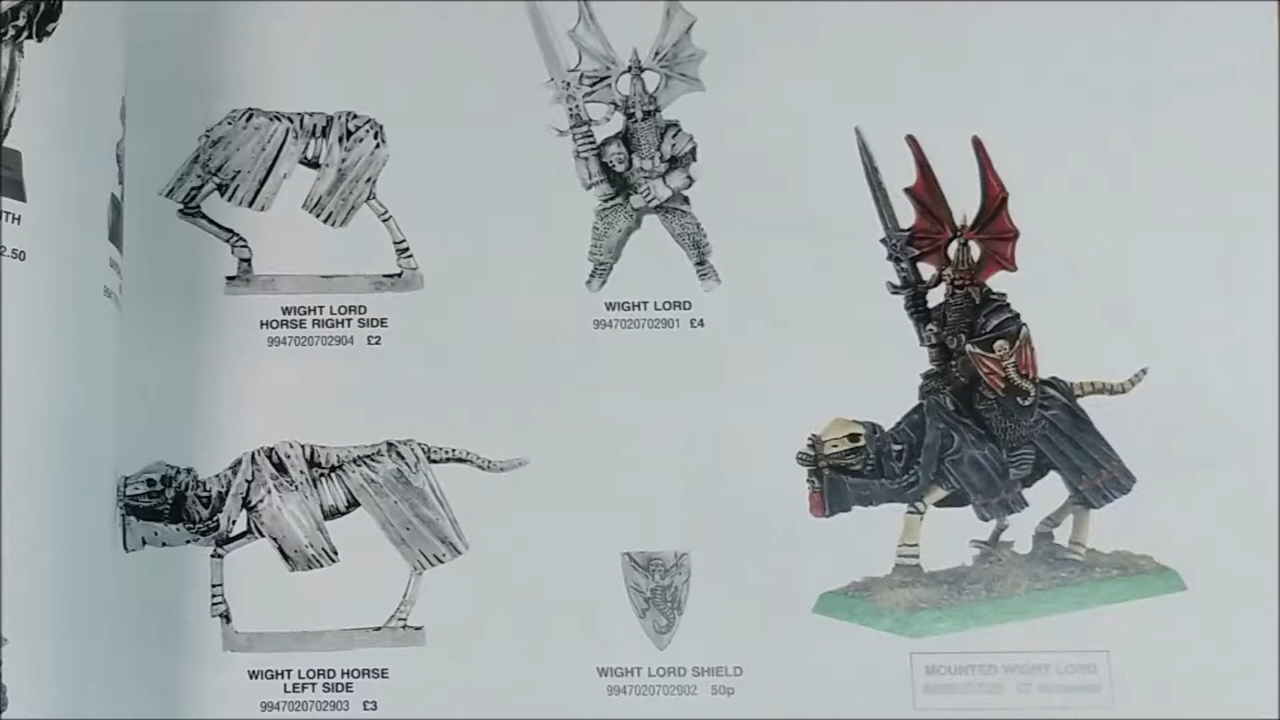 TH
2.50
WIGHT LORD
HORSE RIGHT SIDE
9947020702904 £2
WIGHT LORD
9947020702901 £4
WIGHT LORD HORSE
LEFT SIDE
9947020702903 £3
WIGHT LORD SHIELD
9947020702902 50p
MOUNTED WIGHT LORD